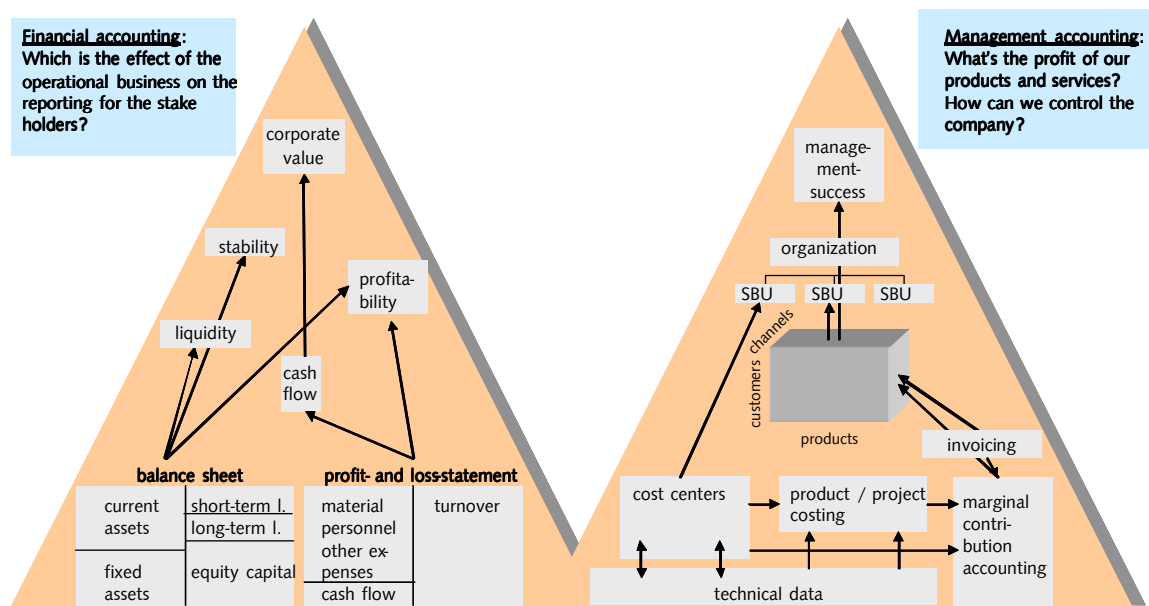 Financial accounting:
Which is the effect of the
operational business on the
reporting for the stake
holders?
corporate
value
stability
profita-
bility
liquidity
cash
flow
balance sheet
profit- and loss-statement
current
assets
short-term l.
long-term l.
fixed
assets
equity capital
material
personnel
other ex-
penses
cash flow
turnover
Management accounting:
What's the profit of our
products and services?
How can we control the
company?
manage-
ment-
success
organization
SBU
SBU
SBU
channels
customers
products
invoicing
cost centers
product / project
costing
marginal
contri-
bution
accounting
technical data